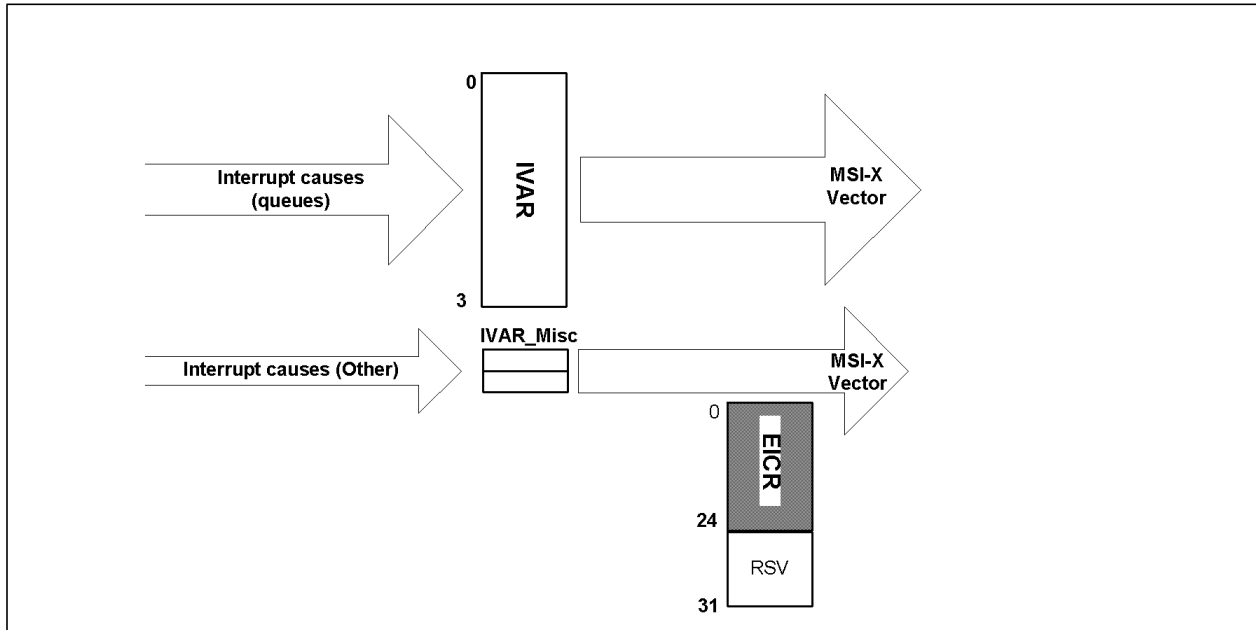 0
IVAR
Interrupt causes
(queues)
MSI-X
Vector
3
IVAR_Misc
Interrupt causes (Other)
MSI-X
Vector
0
EICR
24
RSV
31